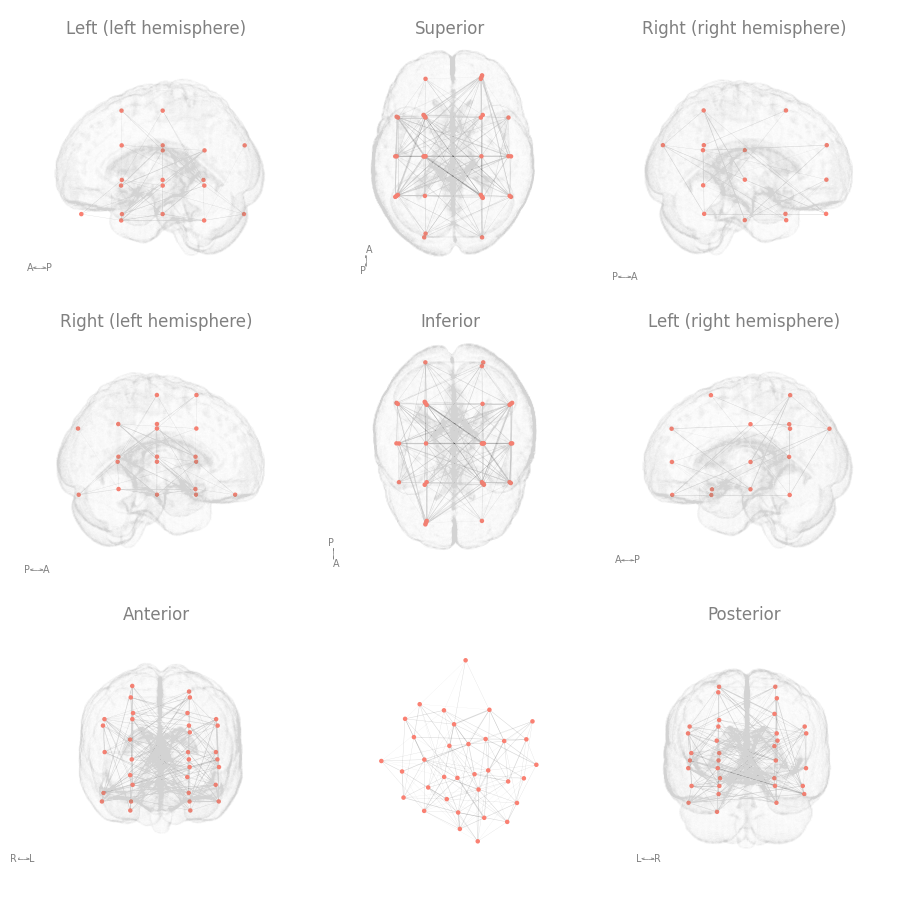 Left (left hemisphere)
Superior
Right (right hemisphere)
A
P
A P
P A
Right (left hemisphere)
Inferior
Left (right hemisphere)
P
A
P A
A P
Anterior
Posterior
R L
L R